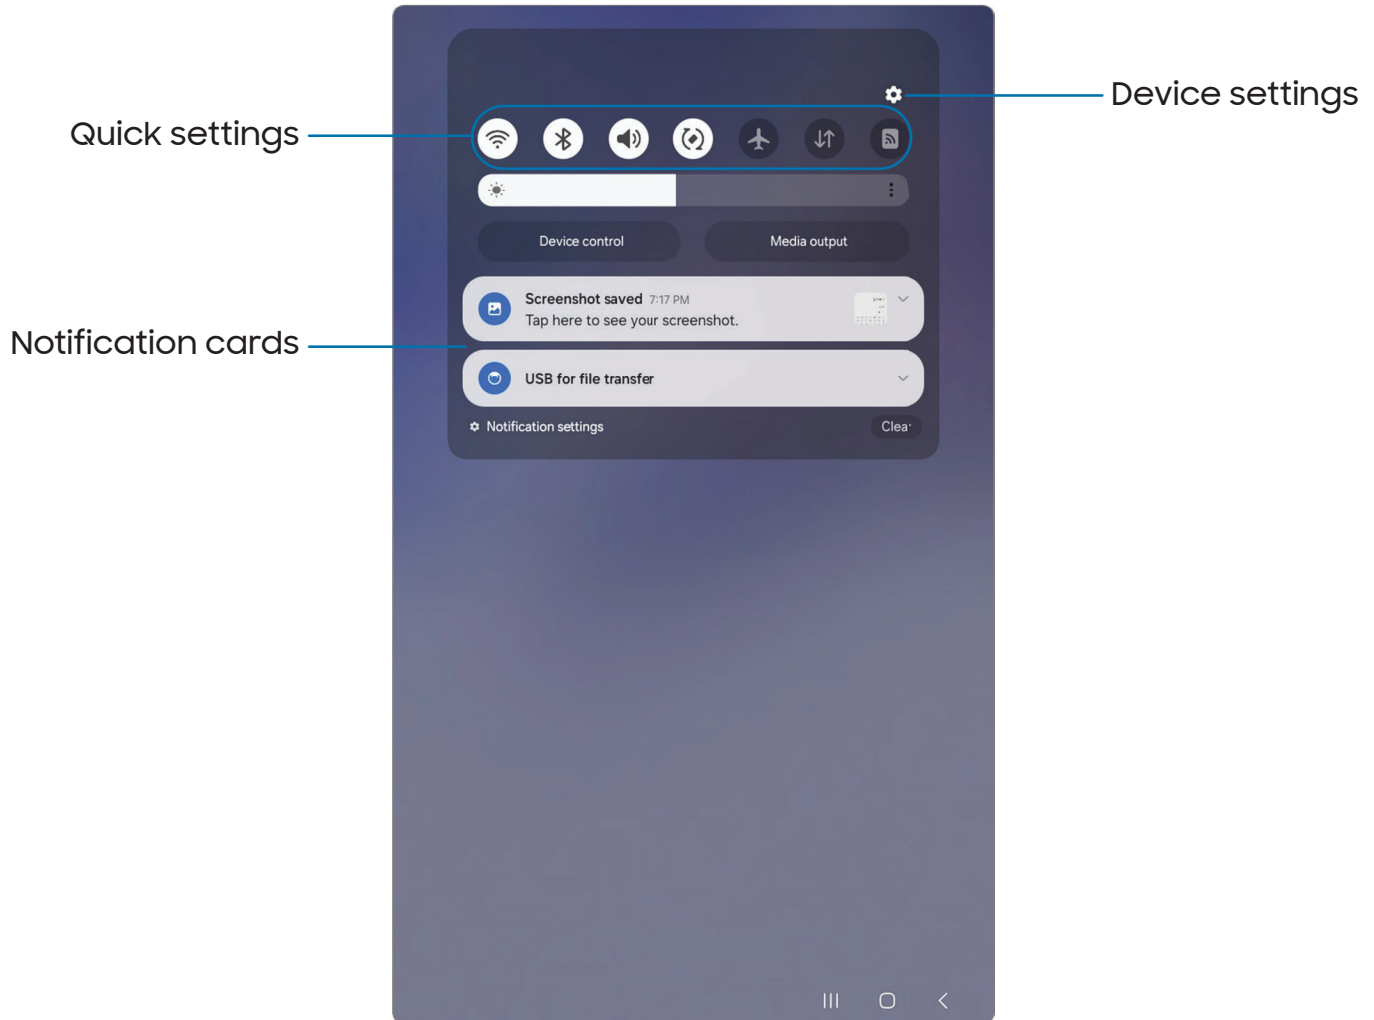 Device settings
Quick settings
Device control
Media output
Screenshot saved 7:17 PM
Tap here to see your screenshot.
Notification cards
USB for file transfer
Notification settings
Clear